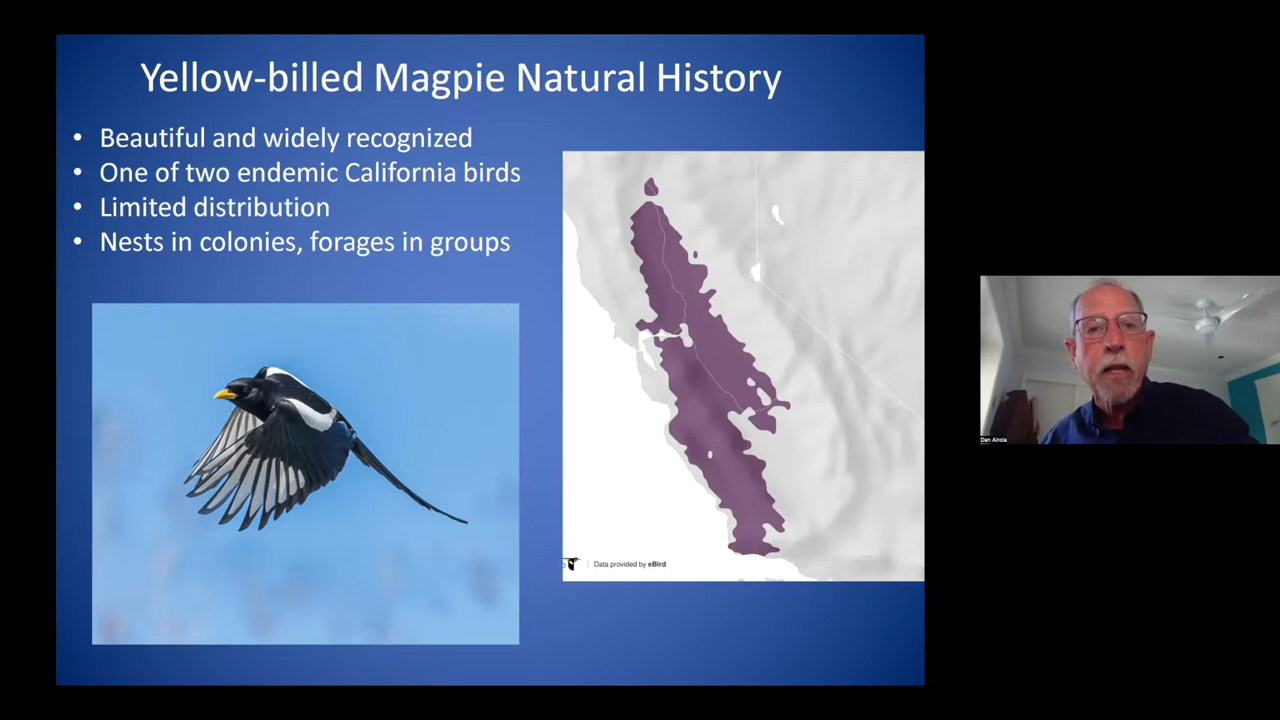 Yellow-billed Magpie Natural History
• Beautiful and widely recognized
• One of two endemic California birds
• Limited distribution
• Nests in colonies, forages in groups
Data provided by eBird
Dan Airola